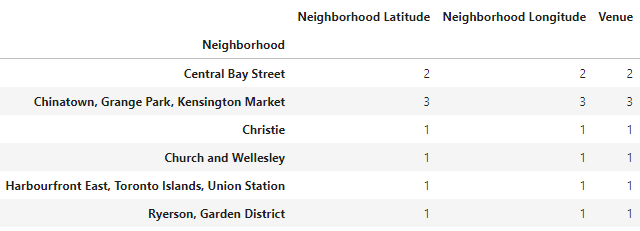 Neighborhood Latitude Neighborhood Longitude Venue
Neighborhood
Central Bay Street 2 2 2
Chinatown, Grange Park, Kensington Market 3 3 3
Christie 1 1 1
Church and Wellesley 1 1 1
Harbourfront East, Toronto Islands, Union Station 1 1 1
Ryerson, Garden District 1 1 1